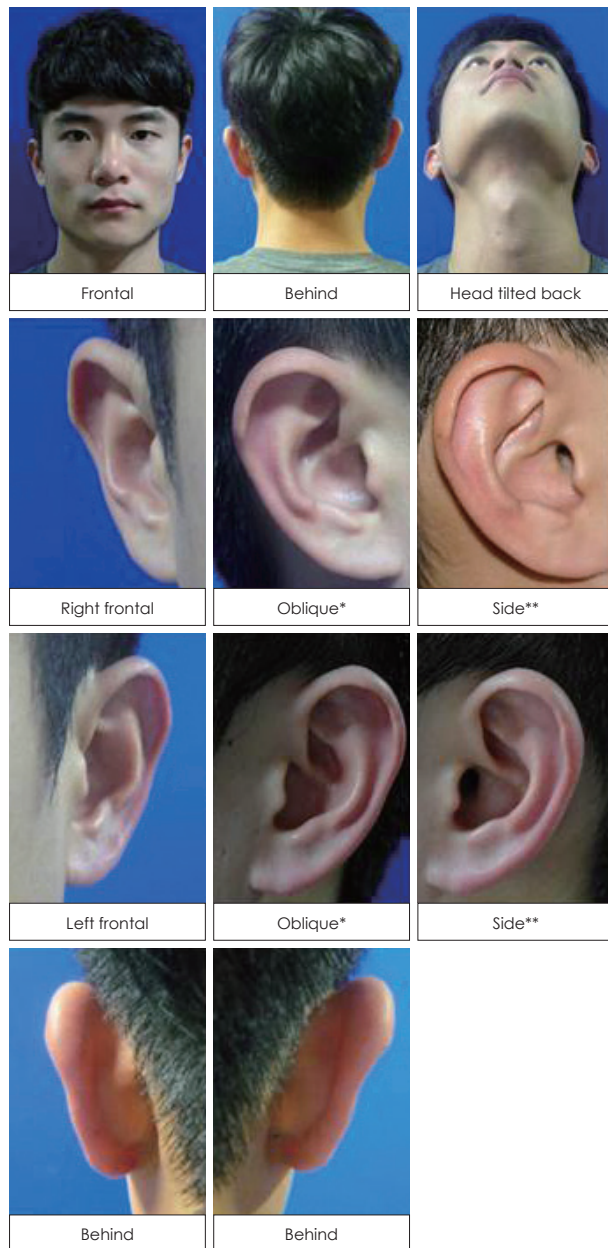 Frontal
Behind
Head tilted back
Right frontal
Oblique*
Side**
Left frontal
Oblique*
Side**
Behind
Behind